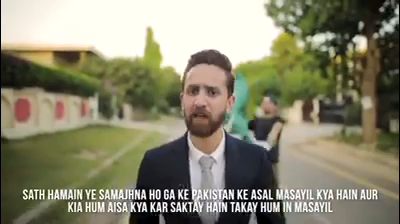 SATH HAMAIN YE SAMAJHNA HO GA KE PAKISTAN KE ASAL MASAYIL KYA HAIN AUR
KIA HUM AISA KYA KAR SAKTAY HAIN TAKAY HUM IN MASAYIL